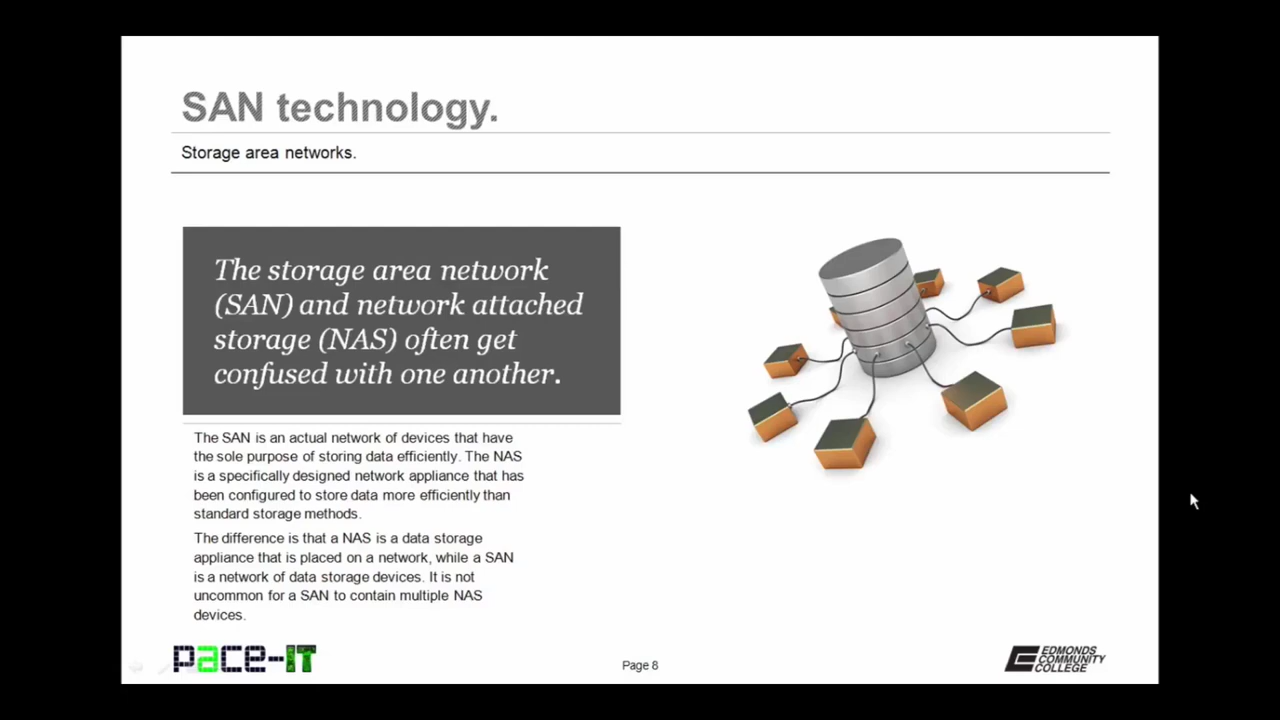 SAN technology.
Storage area networks.
The storage area network
(SAN) and network attached
storage (NAS) often get
confused with one another.
The SAN is an actual network of devices that have
the sole purpose of storing data efficiently. The NAS
is a specifically designed network appliance that has
been configured to store data more efficiently than
standard storage methods.
The difference is that a NAS is a data storage
appliance that is placed on a network, while a SAN
is a network of data storage devices. It is not
uncommon for a SAN to contain multiple NAS
devices.
pace-IT
Page 8
EDMONDS
COMMUNITY
COLLEGE